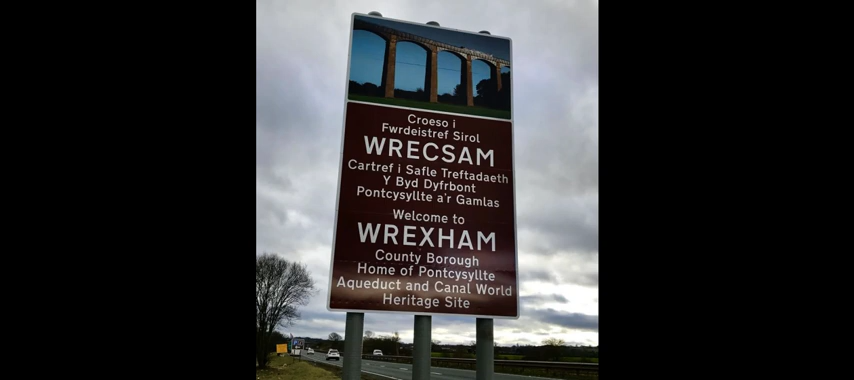 Croeso i
Fwrdeistref Sirol
WRECSAM
Cartref i Safle Treftadaeth
Y Byd Dyfrbont
Pontcysyllte a'r Gamlas
Welcome to
WREXHAM
County Borough
Home of Pontcysyllte
Aqueduct and Canal World
Heritage Site